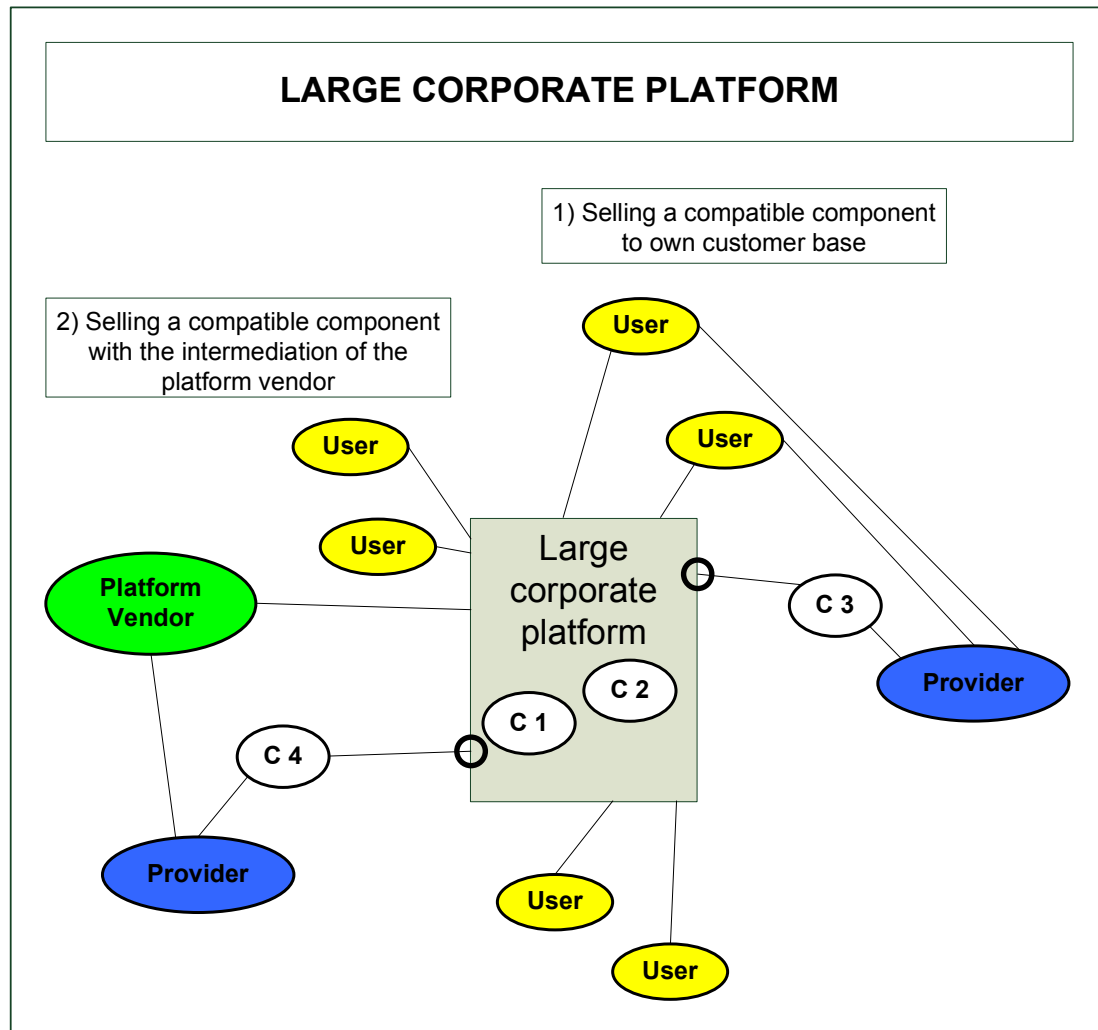 LARGE CORPORATE PLATFORM
1) Selling a compatible component
to own customer base
2) Selling a compatible component
with the intermediation of the
platform vendor
User
User
User
User
Large
corporate
platform
Platform
Vendor
C 3
C 2
Provider
C 1
C 4
Provider
User
User